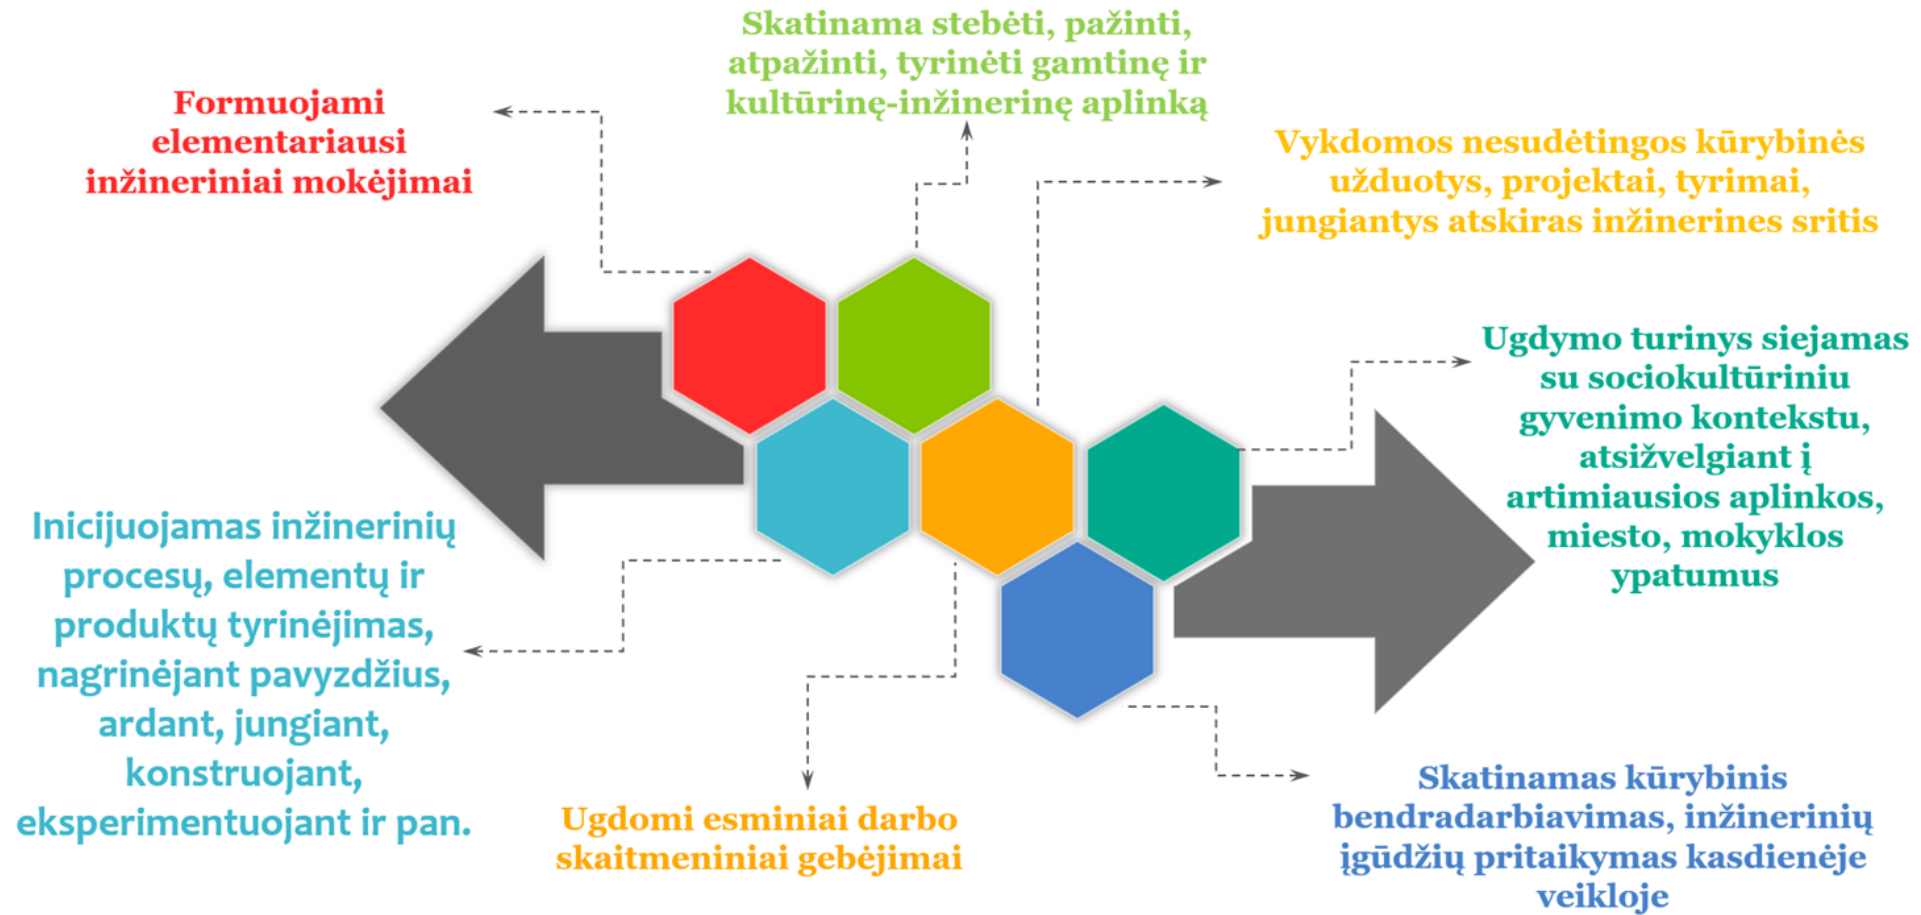 Skatinama stebėti, pažinti,
atpažinti, tyrinėti gamtinę ir
kultūrinę-inžinerinę aplinką
Formuojami
elementariausi
inžineriniai mokėjimai
Vykdomos nesudėtingos kūrybinės
užduotys, projektai, tyrimai,
jungiantys atskiras inžinerines sritis
Ugdymo turinys siejamas
su sociokultūriniu
gyvenimo kontekstu,
atsižvelgiant į
artimiausios aplinkos,
miesto, mokyklos
ypatumus
Inicijuojamas inžinerinių
procesų, elementų ir
produktų tyrinėjimas,
nagrinėjant pavyzdžius,
ardant, jungiant,
konstruojant,
eksperimentuojant ir pan.
Ugdomi esminiai darbo
skaitmeniniai gebėjimai
Skatinamas kūrybinis
bendradarbiavimas, inžinerinių
įgūdžių pritaikymas kasdienėje
veikloje